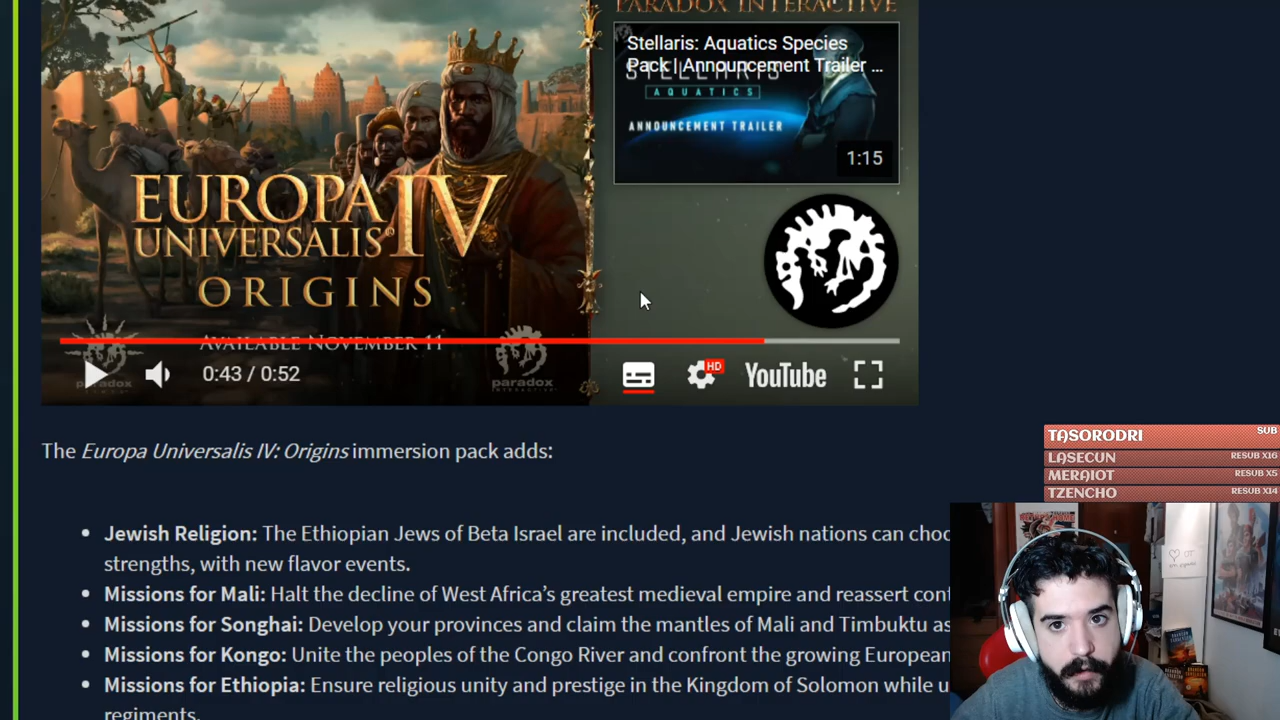 PARADOX INTERACTIVE
Stellaris: Aquatics Species
Pack | Announcement Trailer ...
STELLARIS
AQUATICS
ANNOUNCEMENT TRAILER
1:15
EUROPA
UNIVERSALIS IV
ORIGINS
AVAILABLE NOVEMBER 11
paradox
paradox
0:43 / 0:52
HD
YouTube
The Europa Universalis IV: Origins immersion pack adds:
TASORODRI SUB
LASECUN RESUB X16
MERAIOT RESUB X5
TZENCHO RESUB X14
• Jewish Religion: The Ethiopian Jews of Beta Israel are included, and Jewish nations can choo
strengths, with new flavor events.
• Missions for Mali: Halt the decline of West Africa’s greatest medieval empire and reassert cont
• Missions for Songhai: Develop your provinces and claim the mantles of Mali and Timbuktu as
• Missions for Kongo: Unite the peoples of the Congo River and confront the growing European
• Missions for Ethiopia: Ensure religious unity and prestige in the Kingdom of Solomon while u
regiments.